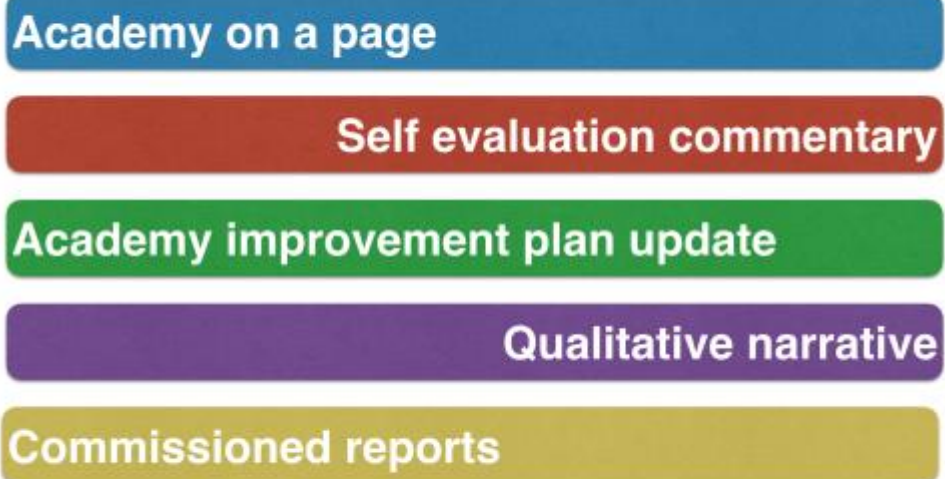 Academy on a page
Self evaluation commentary
Academy improvement plan update
Qualitative narrative
Commissioned reports